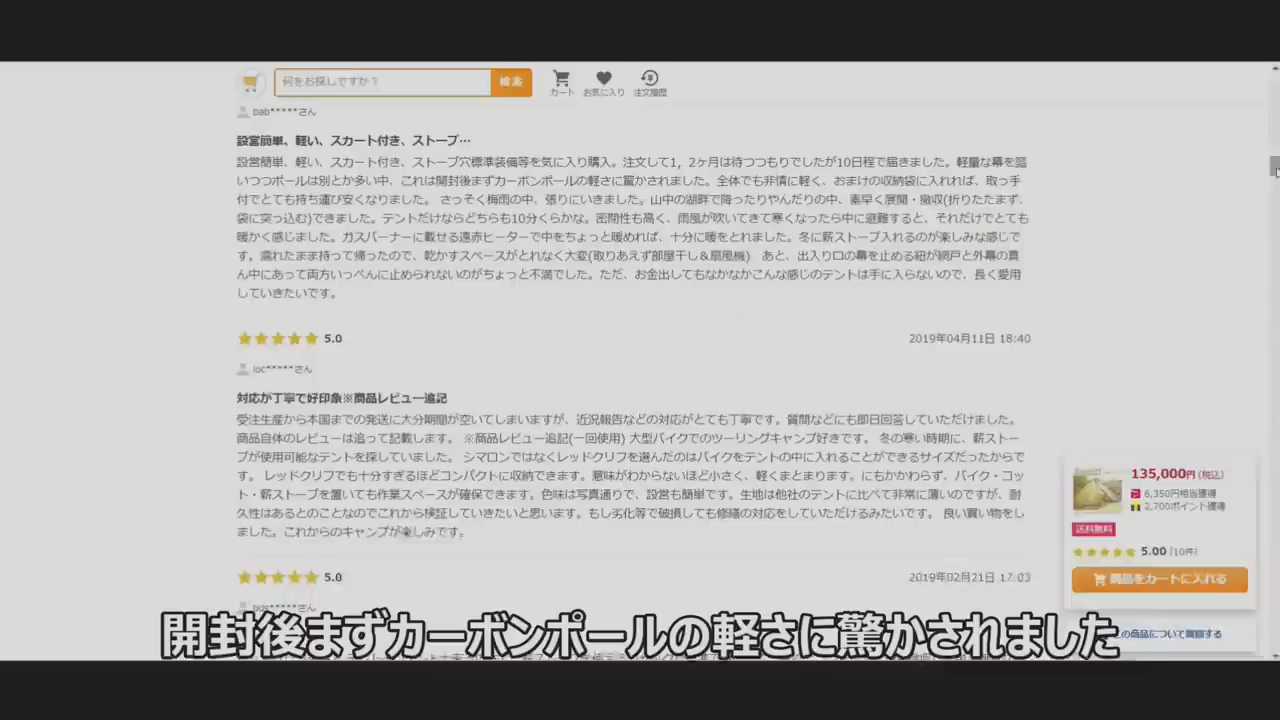 何をお探しですか？
検索
カート
お気に入り
注文履歴
bab*****さん
設営簡単、軽い、スカート付き、ストーブ…
設営簡単、軽い、スカート付き、ストーブ穴標準装備等を気に入り購入。注文して1，2ヶ月は待つつもりでしたが10日程で届きました。軽量な幕を謳
いつつポールは別とか多い中、これは開封後まずカーボンポールの軽さに驚かされました。全体でも非情に軽く、おまけの収納袋に入れれば、取っ手
付でとても持ち運び安くなりました。 さっそく梅雨の中、張りにいきました。山中の湖畔で降ったりやんだりの中、素早く展開・撤収(折りたたまず、
袋に突っ込む)できました。テントだけならどちらも10分くらかな。密閉性も高く、雨風が吹いてきて寒くなったら中に避難すると、それだけでとても
暖かく感じました。ガスバーナーに載せる遠赤ヒーターで中をちょっと暖めれば、十分に暖をとれました。冬に薪ストーブ入れるのが楽しみな感じで
す。濡れたまま持って帰ったので、乾かすスペースがとれなく大変(取りあえず部屋干し＆扇風機)　あと、出入り口の幕を止める紐が網戸と外幕の真
ん中にあって両方いっぺんに止められないのがちょっと不満でした。ただ、お金出してもなかなかこんな感じのテントは手に入らないので、長く愛用
していきたいです。
5.0
2019年04月11日 18:40
ioc*****さん
対応が丁寧で好印象※商品レビュー追記
受注生産から本国までの発送に大分期間が空いてしまいますが、近況報告などの対応がとても丁寧です。質問などにも即日回答していただけました。
商品自体のレビューは追って記載します。 ※商品レビュー追記(一回使用) 大型バイクでのツーリングキャンプ好きです。 冬の寒い時期に、薪ストー
ブが使用可能なテントを探していました。 シマロンではなくレッドクリフを選んだのはバイクをテントの中に入れることができるサイズだったからで
す。 レッドクリフでも十分すぎるほどコンパクトに収納できます。意味がわからないほど小さく、軽くまとまります。にもかかわらず、バイク・コッ
ト・薪ストーブを置いても作業スペースが確保できます。色味は写真通りで、設営も簡単です。生地は他社のテントに比べて非常に薄いのですが、耐
久性はあるとのことなのでこれから検証していきたいと思います。もし劣化等で破損しても修繕の対応をしていただけるみたいです。 良い買い物をし
ました。これからのキャンプが楽しみです。
135,000円 (税込)
6,350円相当獲得
2,700ポイント獲得
送料無料
5.00 (10件)
商品をカートに入れる
5.0
2019年02月21日 17:03
開封後まずカーボンポールの軽さに驚かされました
この商品について質問する